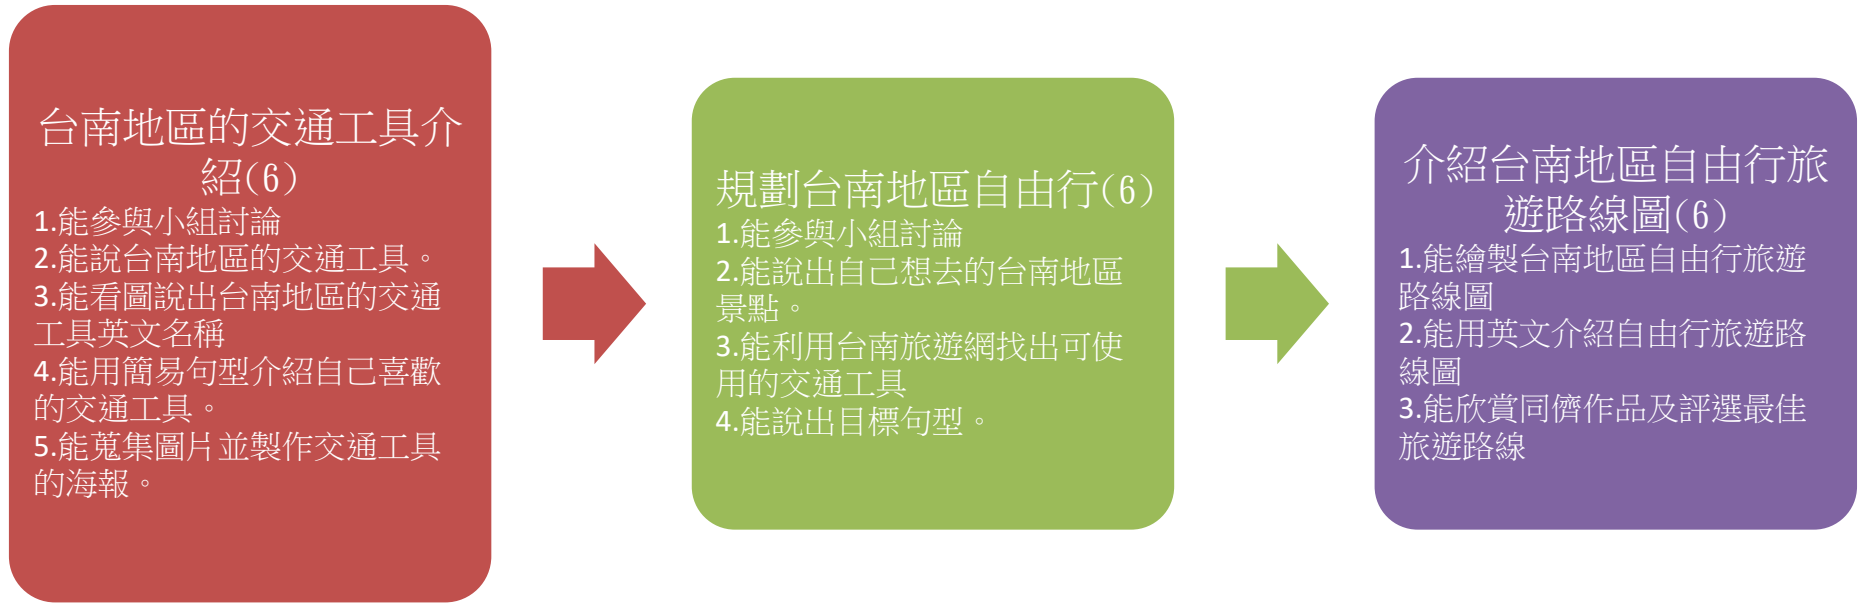 台南地區的交通工具介
紹(6)
1.能參與小組討論
2.能說台南地區的交通工具。
3.能看圖說出台南地區的交通
工具英文名稱
4.能用簡易句型介紹自己喜歡
的交通工具。
5.能蒐集圖片並製作交通工具
的海報。
規劃台南地區自由行(6)
1.能參與小組討論
2.能說出自己想去的台南地區
景點。
3.能利用台南旅遊網找出可使
用的交通工具
4.能說出目標句型。
介紹台南地區自由行旅
遊路線圖(6)
1.能繪製台南地區自由行旅遊
路線圖
2.能用英文介紹自由行旅遊路
線圖
3.能欣賞同儕作品及評選最佳
旅遊路線